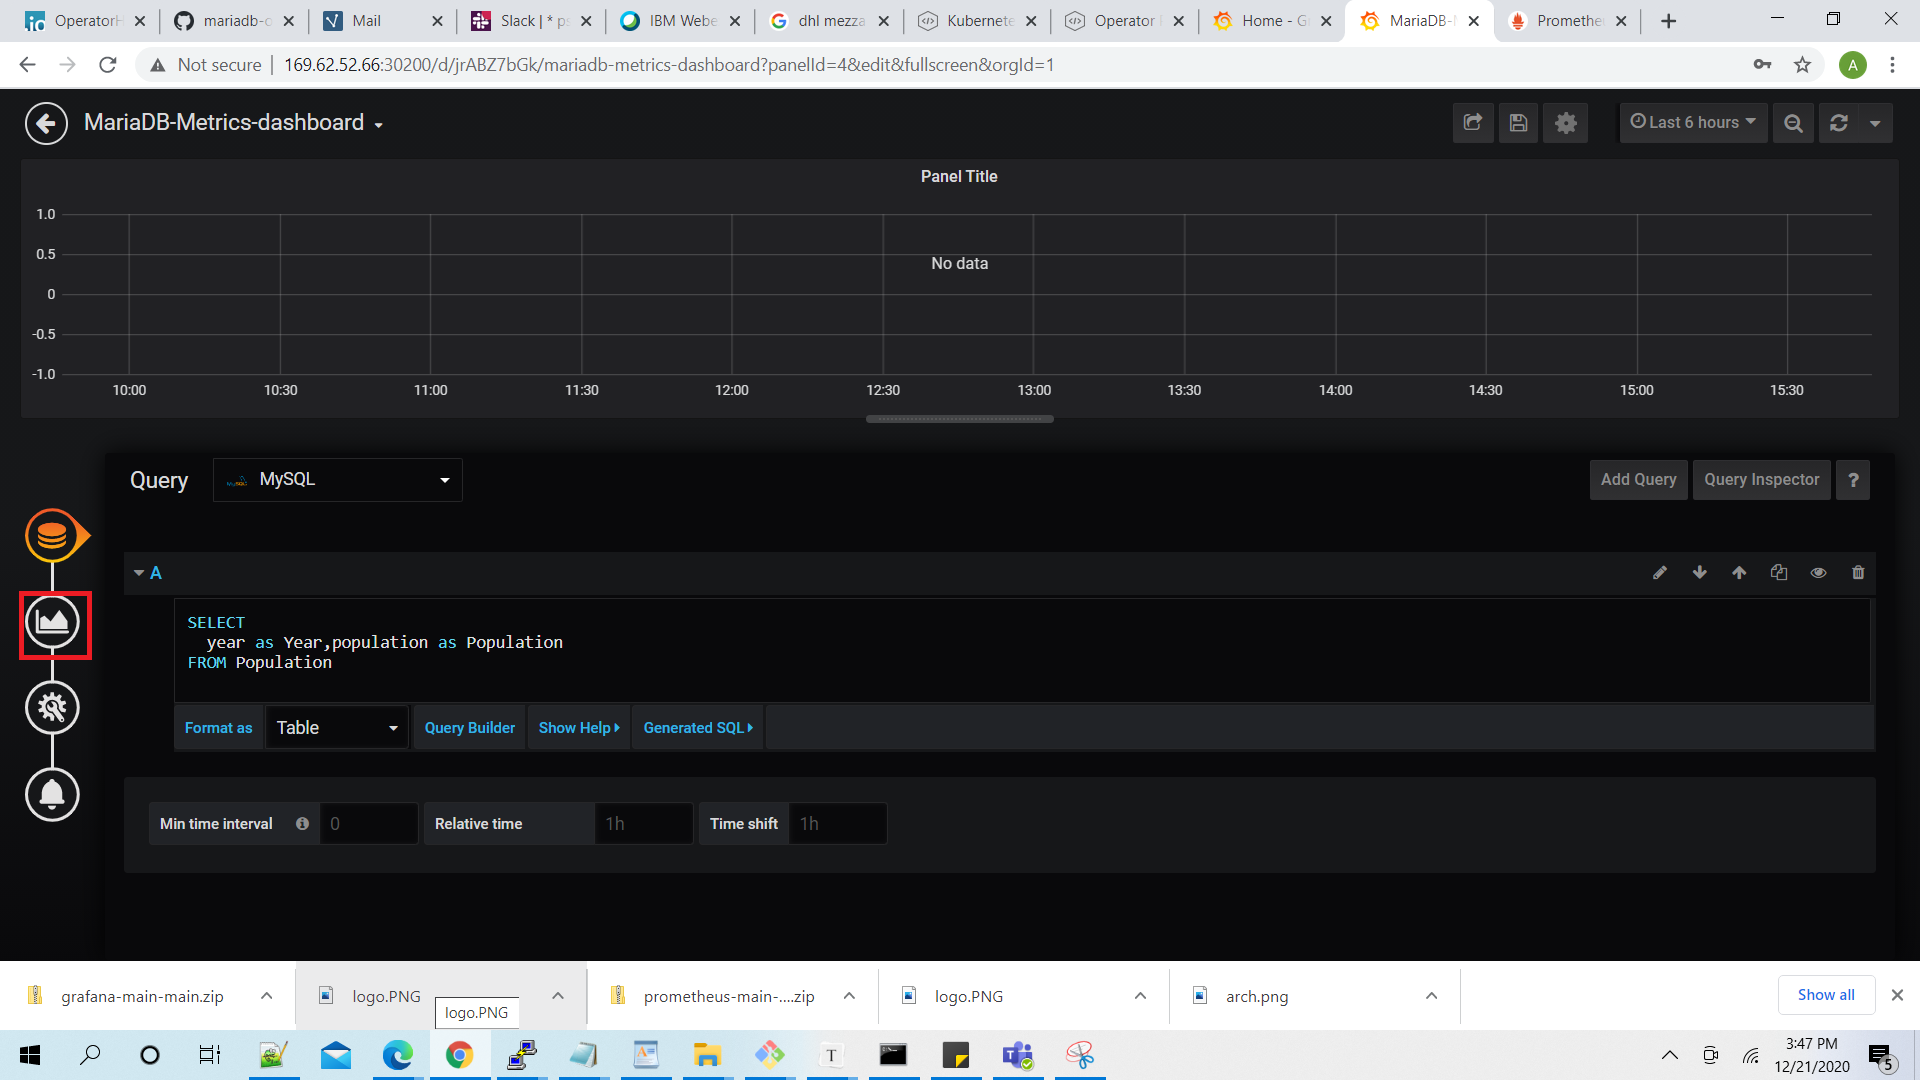 OperatorH
mariadb-o
Mail
Slack | * ps
IBM Webe
dhl mezza
Kubernete
Operator
Home - G
MariaDB-
Promethe
Not secure
169.62.52.66:30200/d/jrABZ7bGk/mariadb-metrics-dashboard?panelId=4&edit&fullscreen&orgId=1
A
MariaDB-Metrics-dashboard
Last 6 hours
Panel Title
1.0
0.5
No data
0
-0.5
-1.0
10:00 10:30 11:00 11:30 12:00 12:30 13:00 13:30 14:00 14:30 15:00 15:30
Query
MySQL
Add Query
Query Inspector
?
A
SELECT
year as Year,population as Population
FROM Population
Format as
Table
Query Builder
Show Help
Generated SQL
Min time interval
0
Relative time
1h
Time shift
1h
grafana-main-main.zip
logo.PNG
prometheus-main-....zip
logo.PNG
arch.png
Show all
logo.PNG
T
3:47 PM
12/21/2020
5